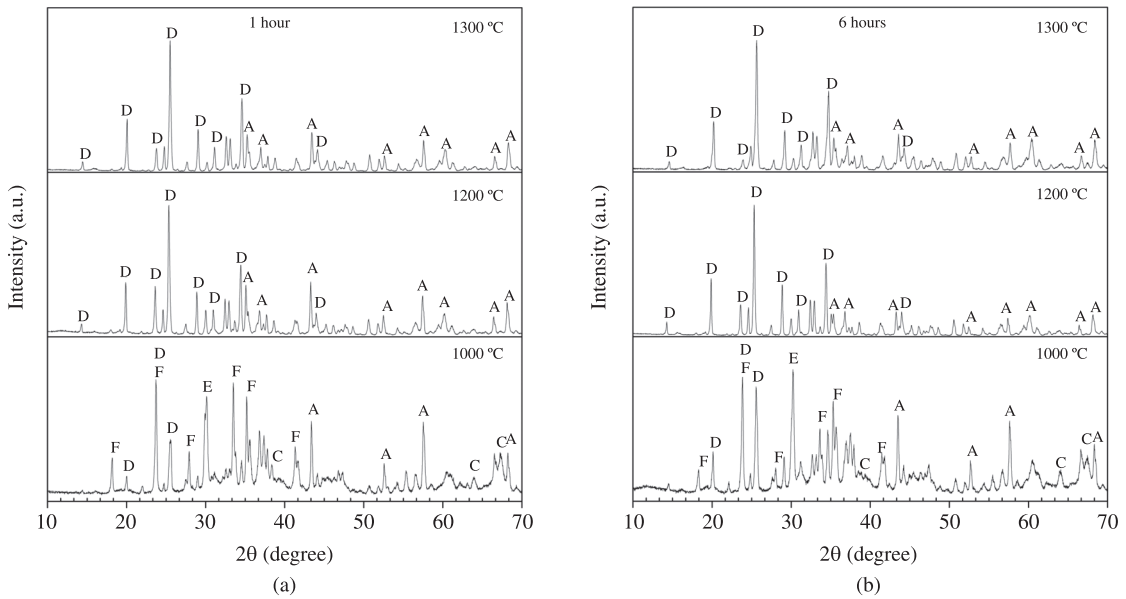 1 hour
1300 ºC
D D D D D D D A A A D A A A A A
1200 ºC
D D D D D D D A A A D A A A A A
1000 ºC
F D D F D F E F F C F A A C A C A
10 20 30 40 50 60 70
2θ (degree)
Intensity (a.u.)
(a)
6 hours
1300 ºC
D D D D D D D A A A D A A A A A
1200 ºC
D D D D D D D A A A D A A A A A
1000 ºC
F D D F D F E F F C F A A A C C A
10 20 30 40 50 60 70
2θ (degree)
Intensity (a.u.)
(b)